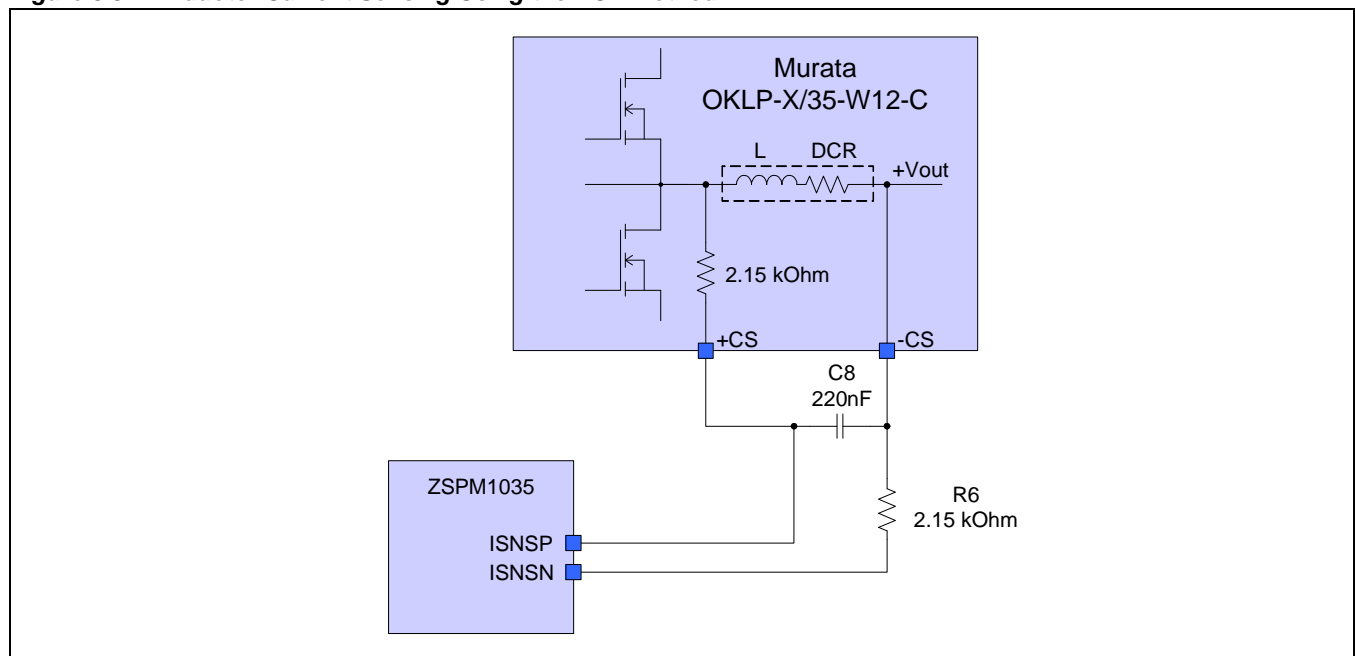 Murata
OKLP-X/35-W12-C
L DCR
+Vout
2.15 kOhm
+CS
-CS
C8
220nF
ZSPM1035
R6
2.15 kOhm
ISNSP
ISNSN